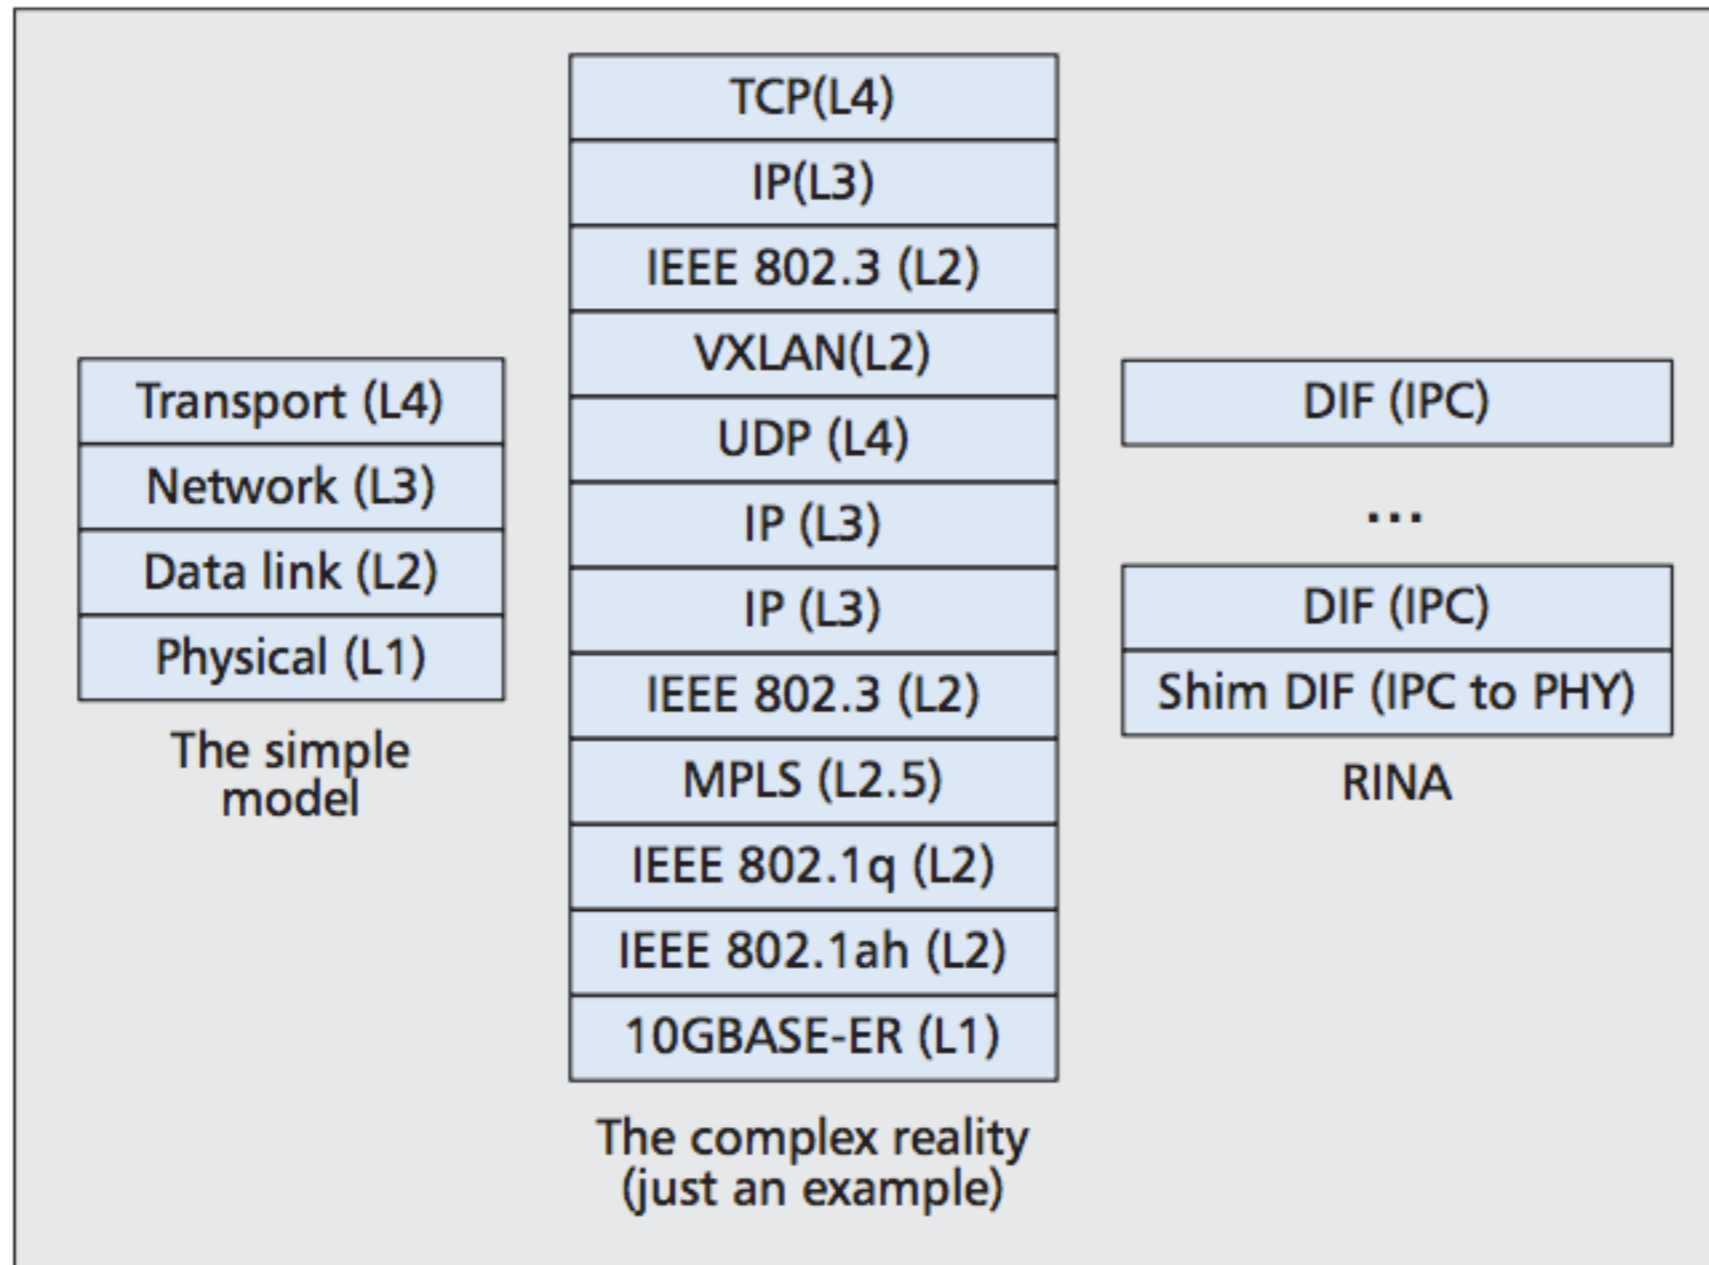 Transport (L4)
Network (L3)
Data link (L2)
Physical (L1)
The simple
model
TCP(L4)
IP(L3)
IEEE 802.3 (L2)
VXLAN(L2)
UDP (L4)
IP (L3)
IP (L3)
IEEE 802.3 (L2)
MPLS (L2.5)
IEEE 802.1q (L2)
IEEE 802.1ah (L2)
10GBASE-ER (L1)
The complex reality
(just an example)
DIF (IPC)
...
DIF (IPC)
Shim DIF (IPC to PHY)
RINA